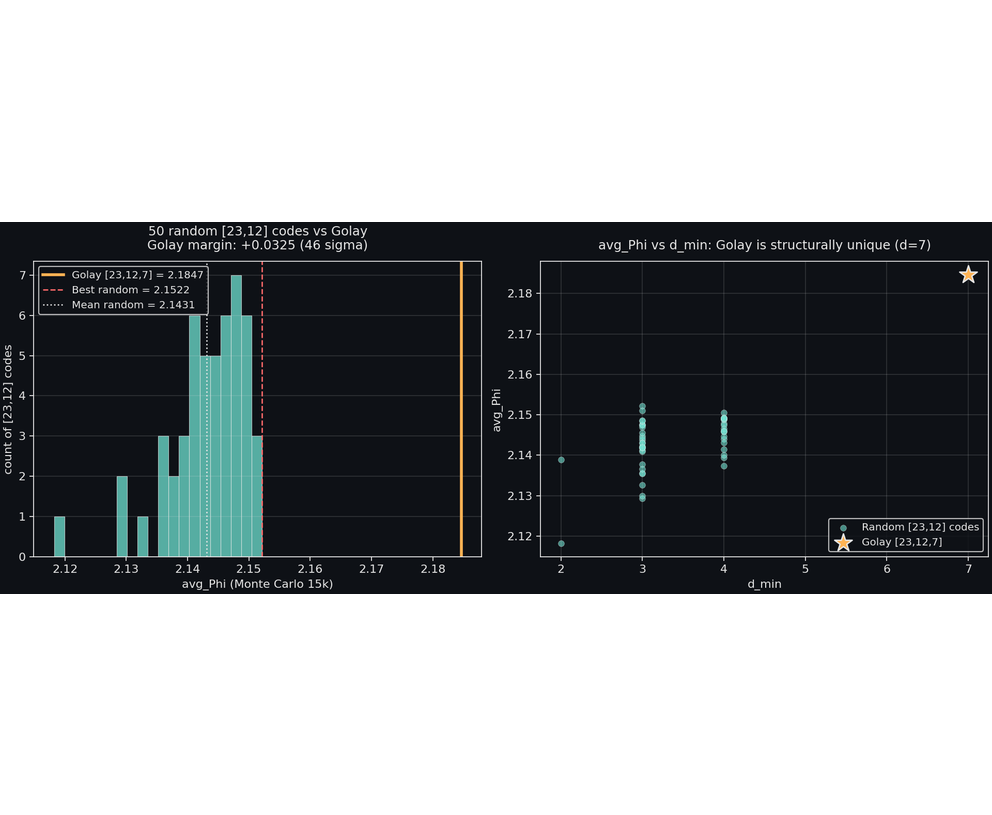 50 random [23,12] codes vs Golay
Golay margin: +0.0325 (46 sigma)
Golay [23,12,7] = 2.1847
Best random = 2.1522
Mean random = 2.1431
count of [23,12] codes
7
6
5
4
3
2
1
0
2.12 2.13 2.14 2.15 2.16 2.17 2.18
avg_Phi (Monte Carlo 15k)
avg_Phi vs d_min: Golay is structurally unique (d=7)
avg_Phi
2.18
2.17
2.16
2.15
2.14
2.13
2.12
Random [23,12] codes
Golay [23,12,7]
2 3 4 5 6 7
d_min